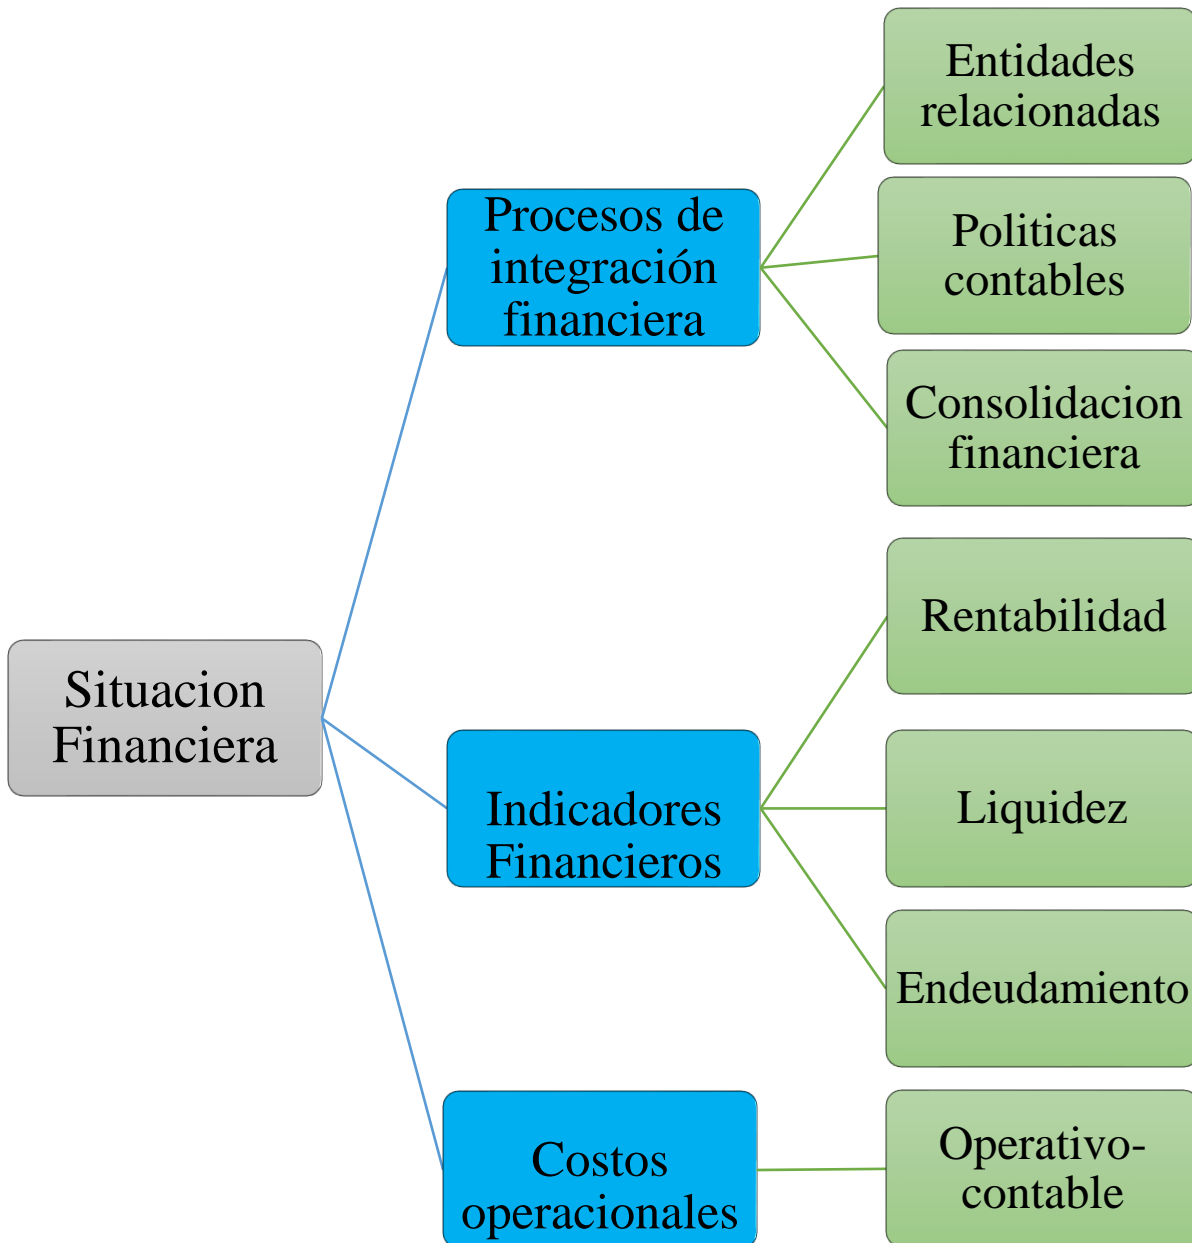 Situacion
Financiera
Procesos de
integración
financiera
Entidades
relacionadas
Politicas
contables
Consolidacion
financiera
Indicadores
Financieros
Rentabilidad
Liquidez
Endeudamiento
Costos
operacionales
Operativo-
contable